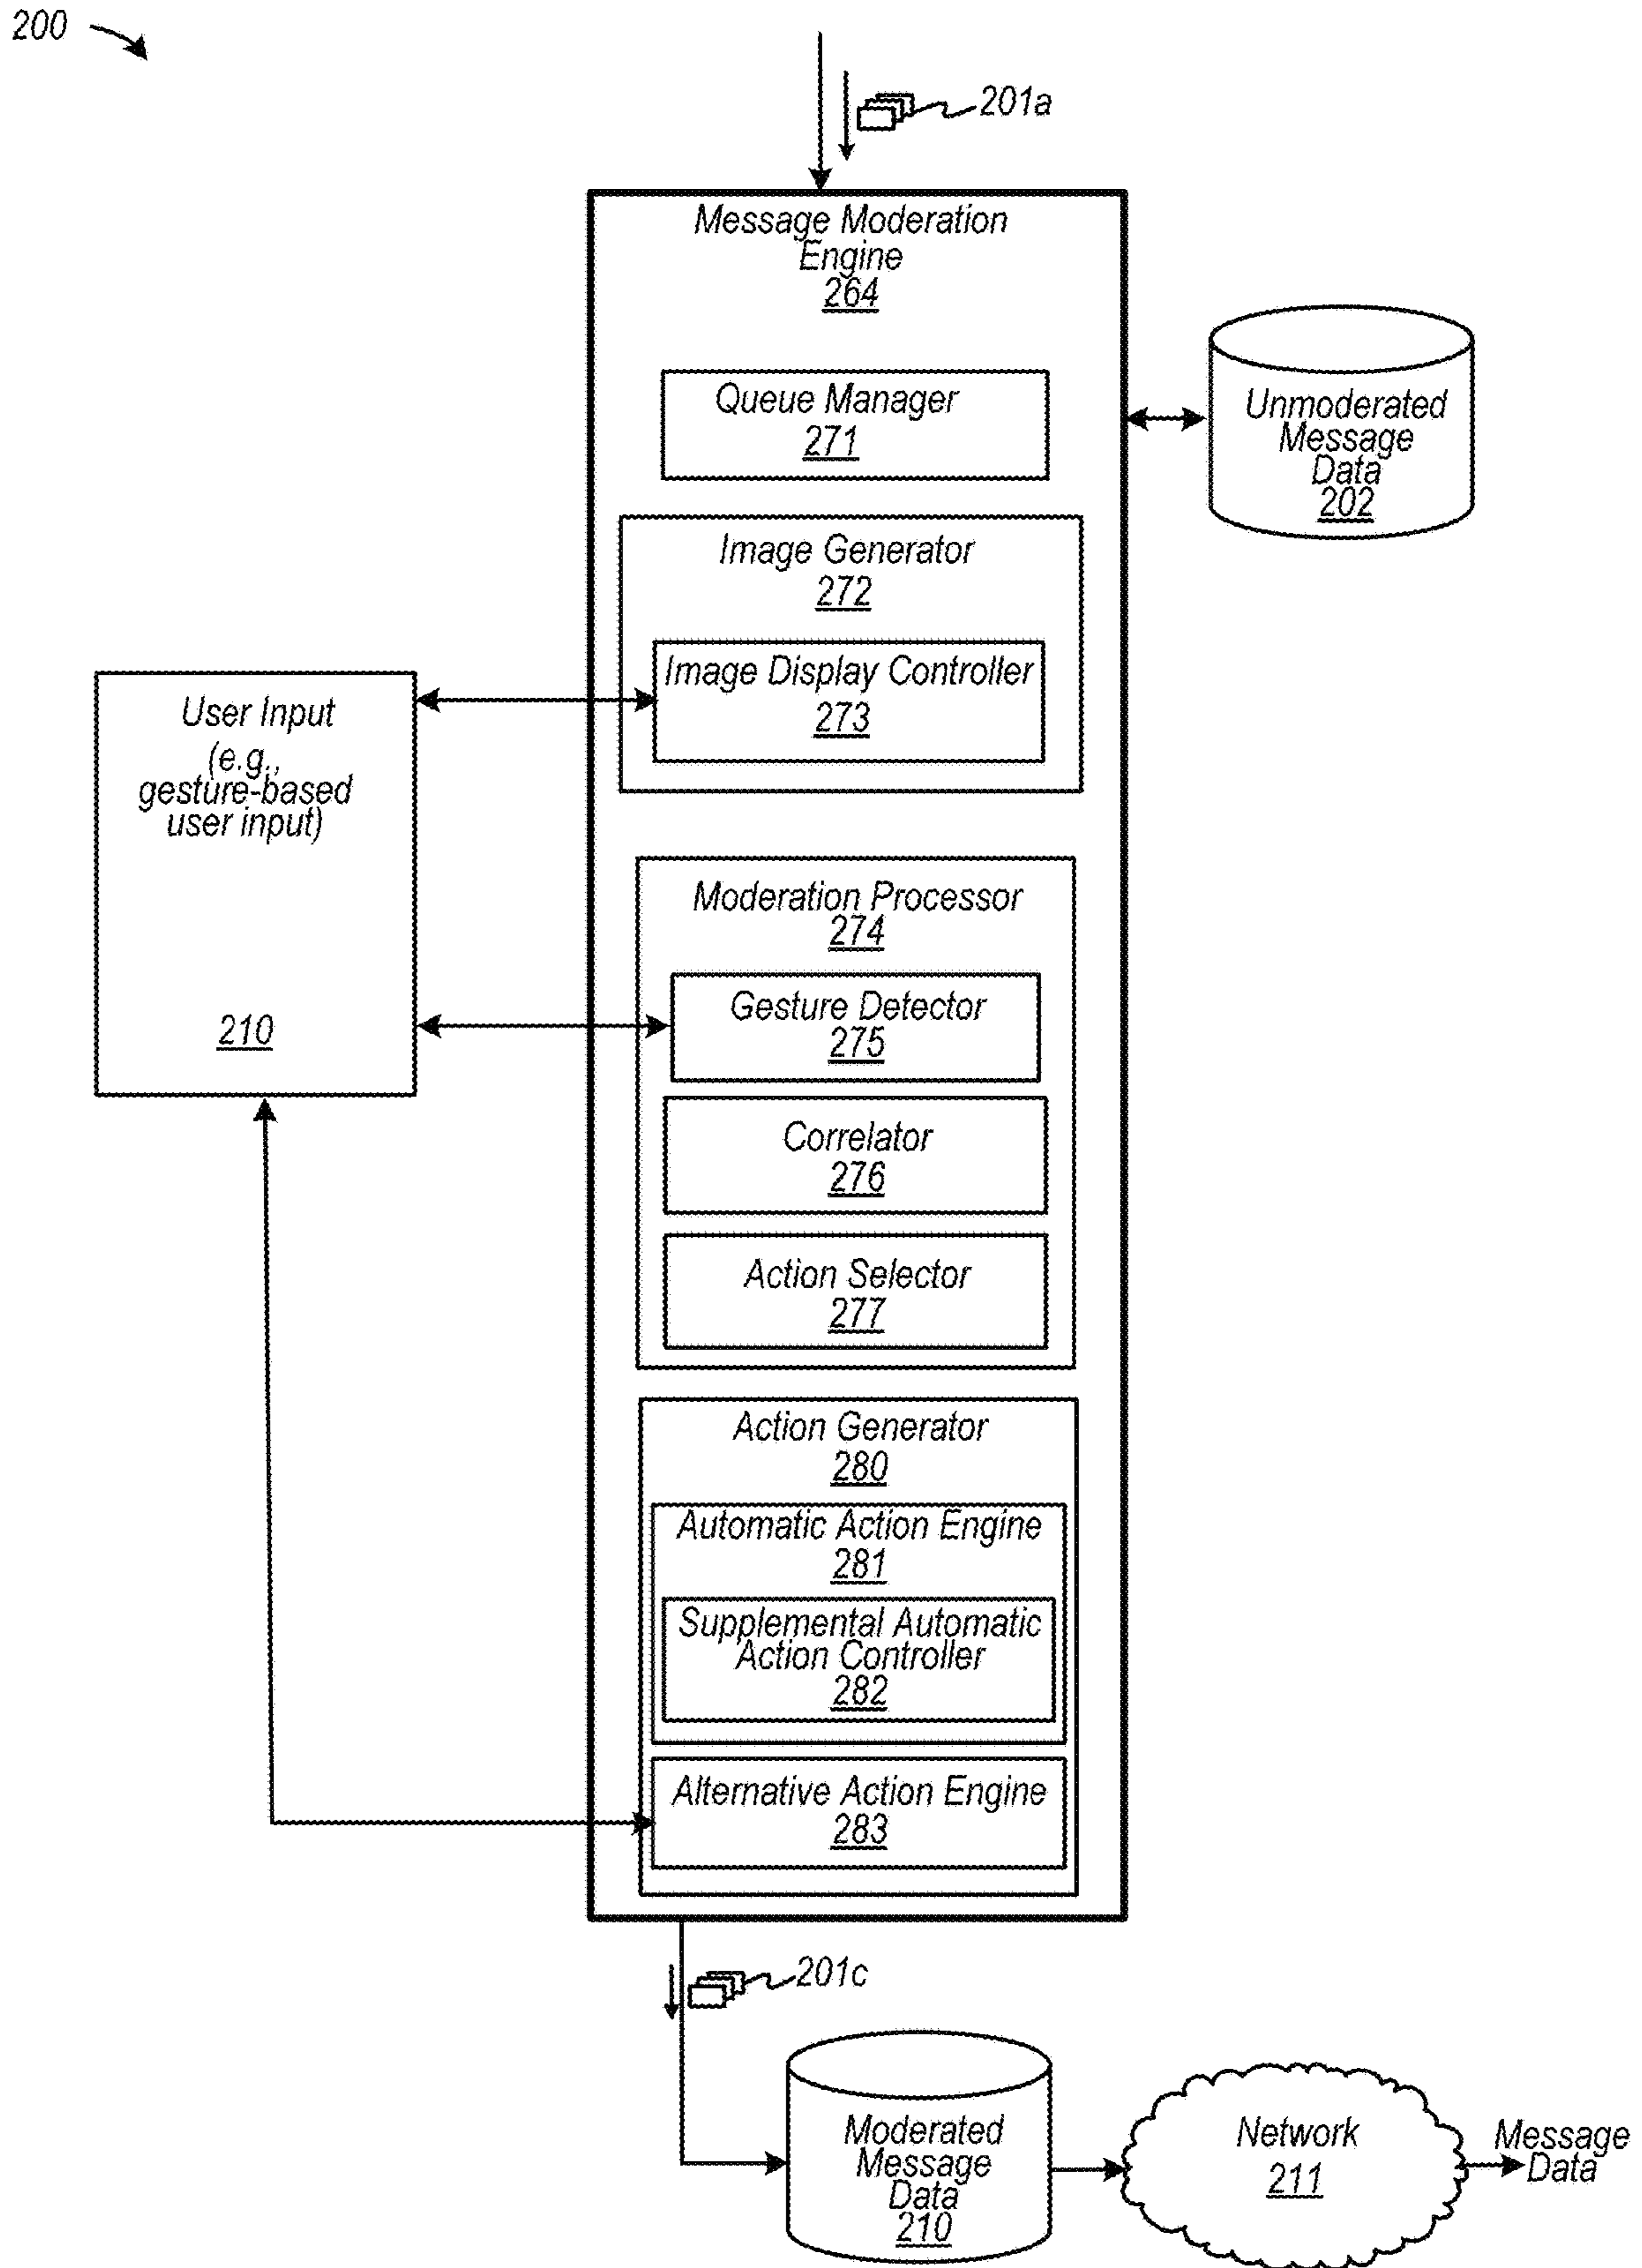 200
201a
Message Moderation
Engine
264
Queue Manager
271
Unmoderated
Message
Data
202
Image Generator
272
Image Display Controller
273
User Input
(e.g.,
gesture-based
user input)
210
Moderation Processor
274
Gesture Detector
275
Correlator
276
Action Selector
277
Action Generator
280
Automatic Action Engine
281
Supplemental Automatic
Action Controller
282
Alternative Action Engine
283
201c
Moderated
Message
Data
210
Network
211
Message
Data